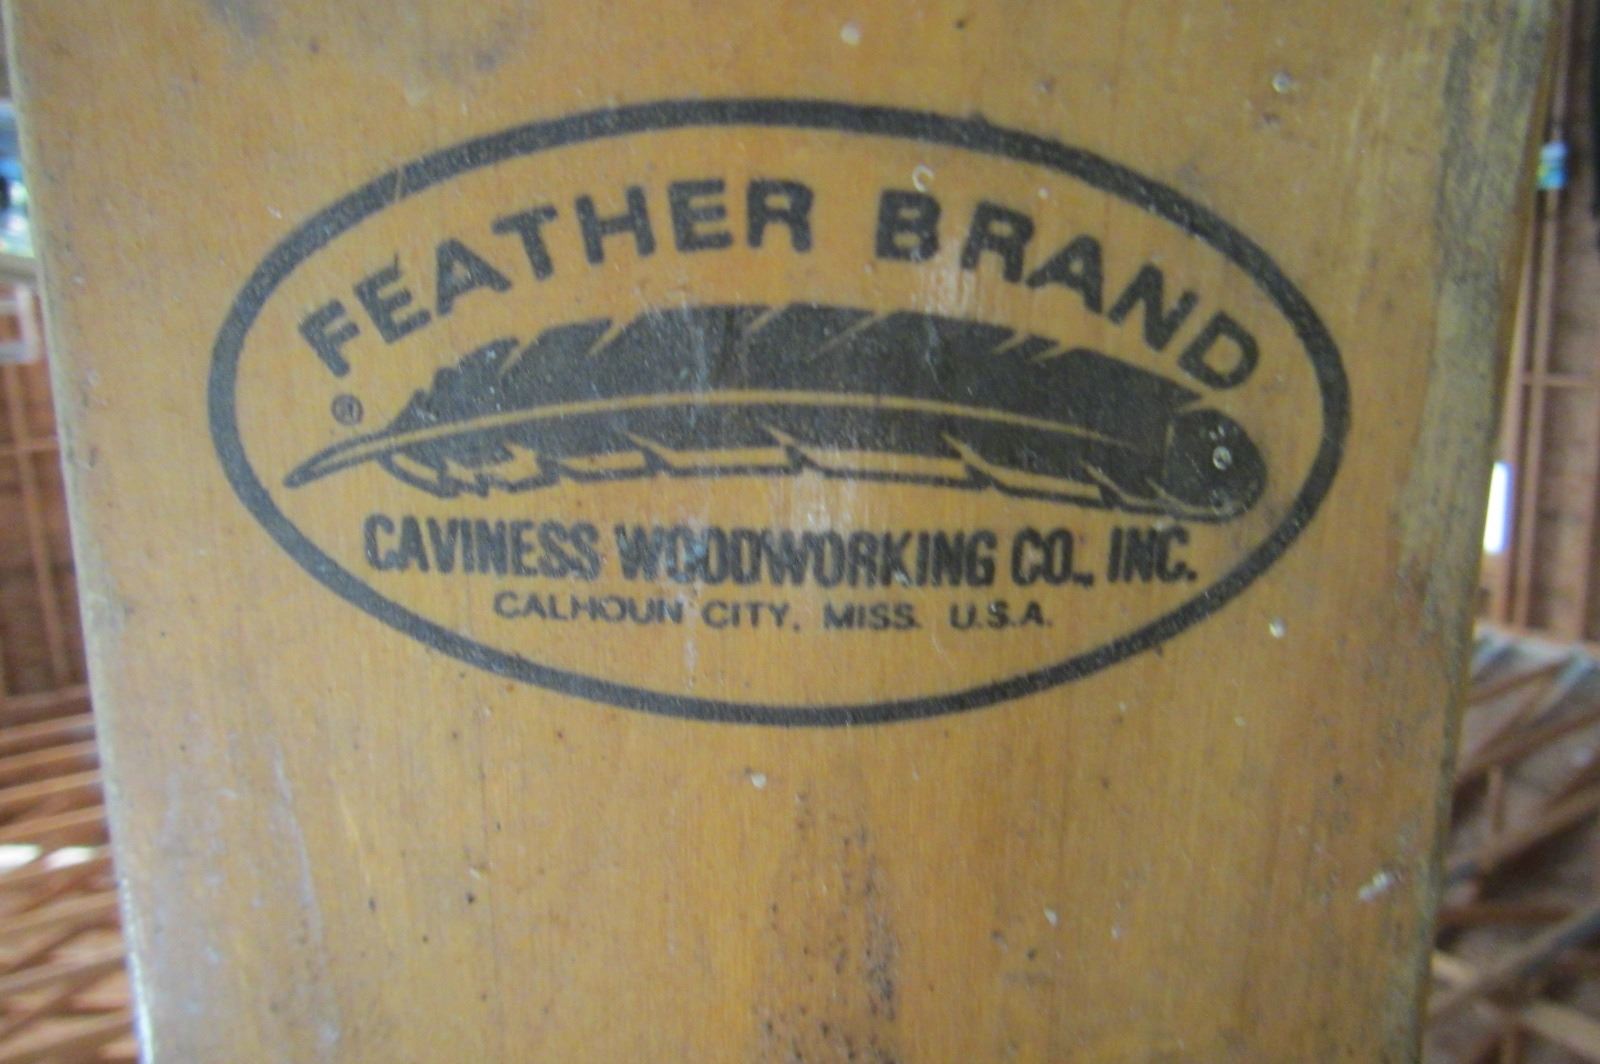 FEATHER BRAND
®
CAVINESS WOODWORKING CO., INC.
CALHOUN CITY, MISS. U.S.A.